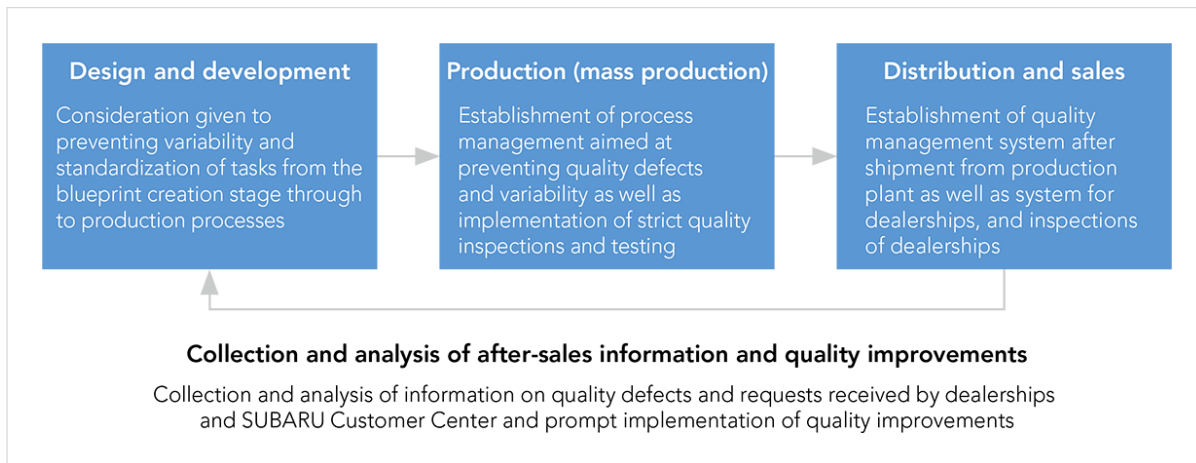 Design and development
Consideration given to
preventing variability and
standardization of tasks from the
blueprint creation stage through
to production processes
Production (mass production)
Establishment of process
management aimed at
preventing quality defects
and variability as well as
implementation of strict quality
inspections and testing
Distribution and sales
Establishment of quality
management system after
shipment from production
plant as well as system for
dealerships, and inspections
of dealerships
Collection and analysis of after-sales information and quality improvements
Collection and analysis of information on quality defects and requests received by dealerships
and SUBARU Customer Center and prompt implementation of quality improvements